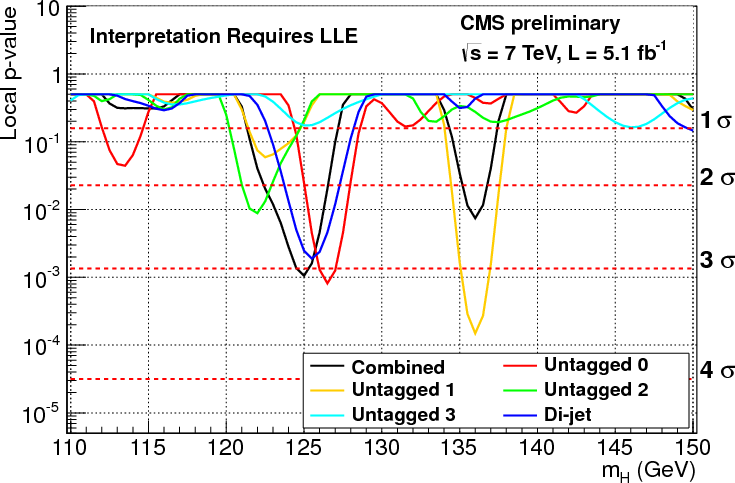 Local p-value
10
1
10-1
10-2
10-3
10-4
10-5
Interpretation Requires LLE
CMS preliminary
√s = 7 TeV, L = 5.1 fb-1
1 σ
2 σ
3 σ
4 σ
Combined
Untagged 0
Untagged 1
Untagged 2
Untagged 3
Di-jet
110 115 120 125 130 135 140 145 150
mH (GeV)